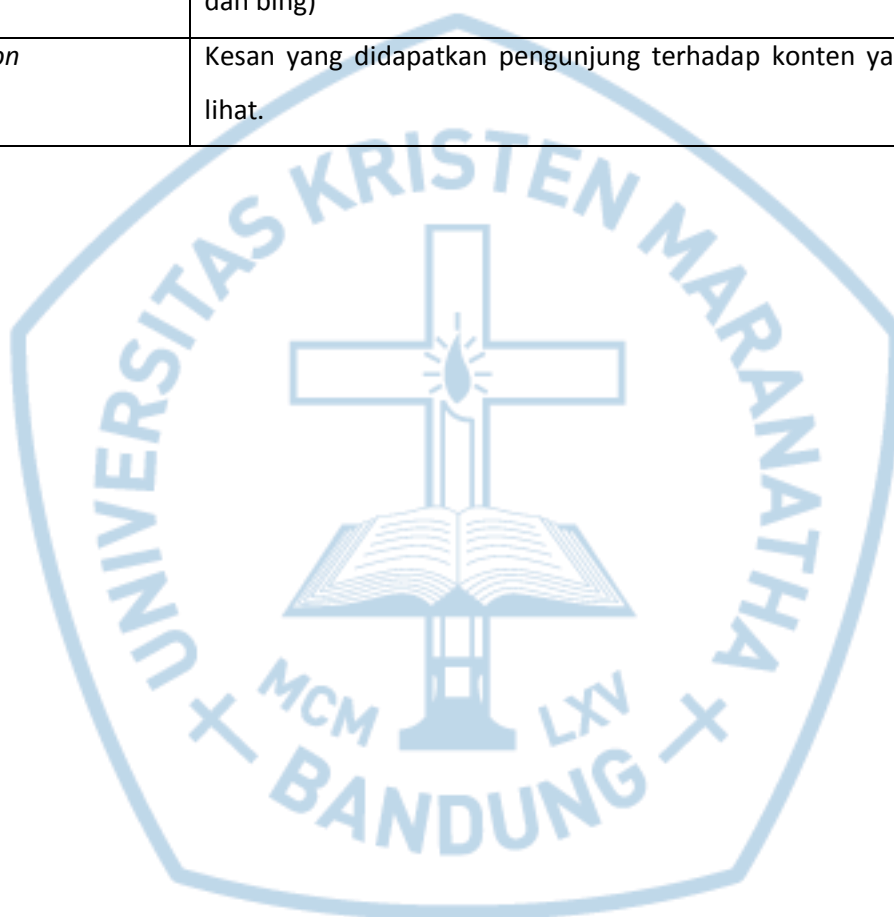 dan bing)
on
Kesan yang didapatkan pengunjung terhadap konten ya
lihat.
UNIVERSITAS KRISTEN MARANATHA
MCM LXV
BANDUNG